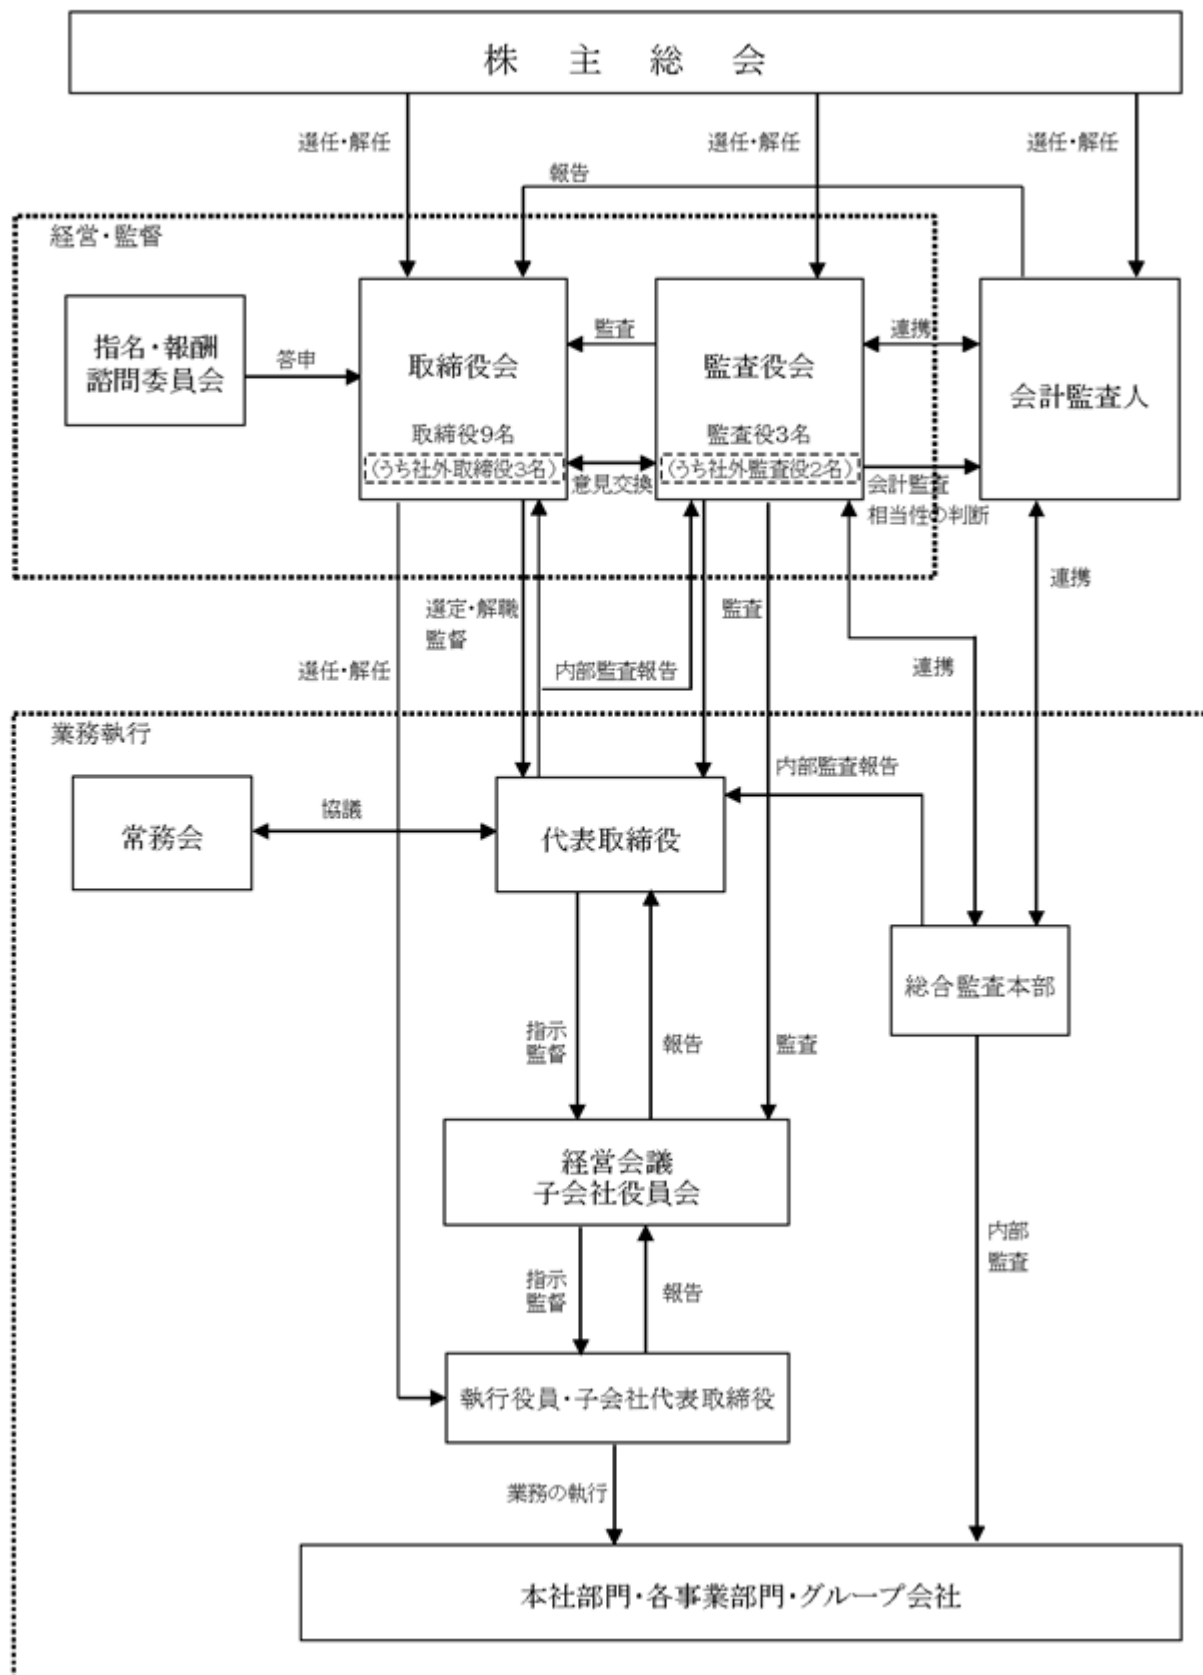 株主総会
選任・解任
選任・解任
選任・解任
報告
経営・監督
指名・報酬
諮問委員会
答申
取締役会
取締役9名
(うち社外取締役3名)
監査
意見交換
監査役会
監査役3名
(うち社外監査役2名)
連携
会計監査
相当性の判断
会計監査人
選定・解職
監督
選任・解任
内部監査報告
監査
連携
連携
業務執行
常務会
協議
代表取締役
内部監査報告
総合監査本部
指示
監督
報告
監査
経営会議
子会社役員会
内部
監査
指示
監督
報告
執行役員・子会社代表取締役
業務の執行
本社部門・各事業部門・グループ会社